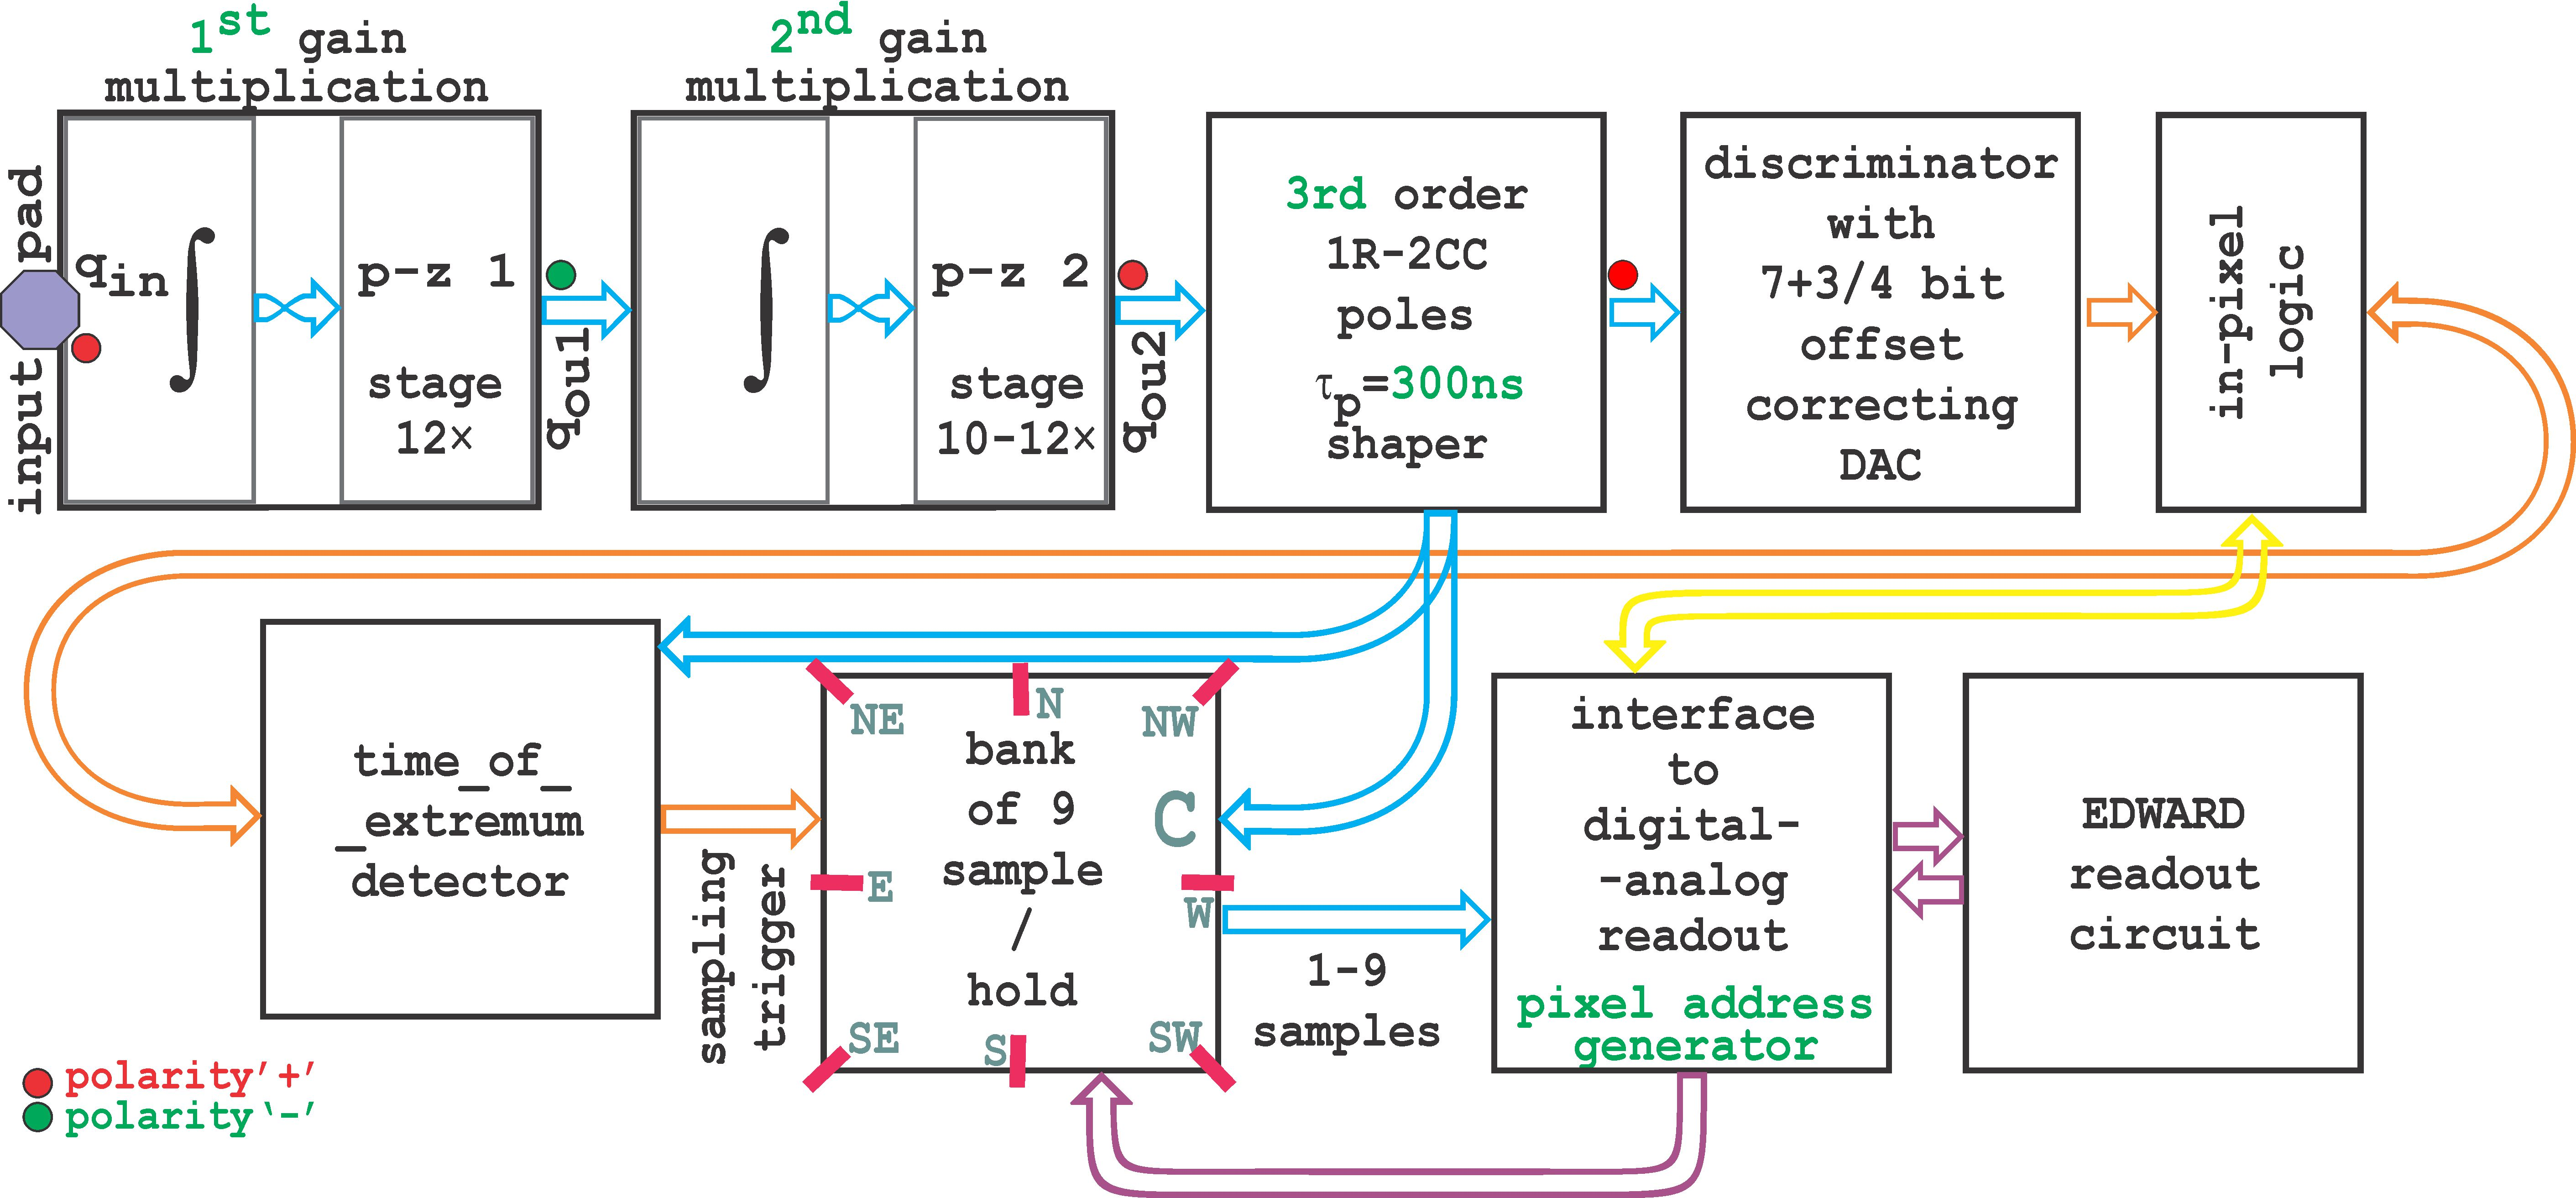 1st gain
multiplication
2nd gain
multiplication
input pad
qin
∫
p-z 1
stage
12×
qou1
∫
p-z 2
stage
10-12×
qou2
3rd order
1R-2CC
poles
τp=300ns
shaper
discriminator
with
7+3/4 bit
offset
correcting
DAC
in-pixel
logic
time_of_
_extremum
_detector
sampling
trigger
NE
N
NW
bank
of 9
sample
/
hold
C
E
W
SE
S
SW
1-9
samples
interface
to
digital-
-analog
readout
pixel address
generator
EDWARD
readout
circuit
polarity'+'
polarity‘-’